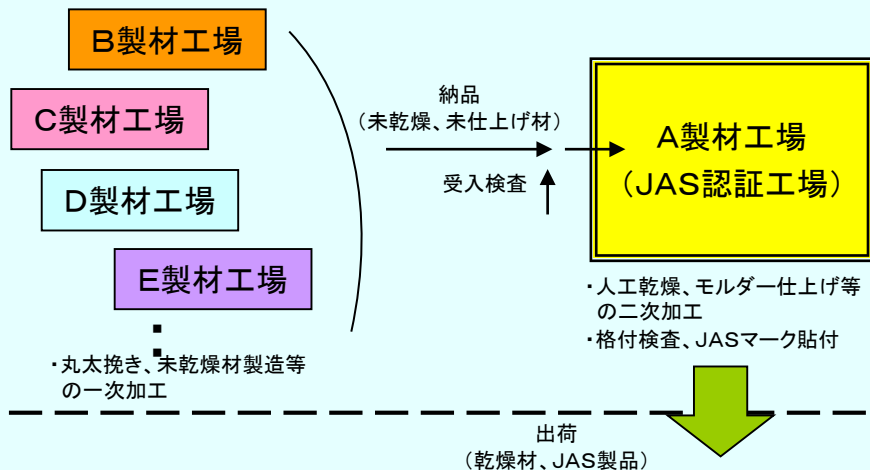 B製材工場
C製材工場
D製材工場
E製材工場
・丸太挽き、未乾燥材製造等
の一次加工
納品
（未乾燥、未仕上げ材）
受入検査
A製材工場
（JAS認証工場）
・人工乾燥、モルダー仕上げ等
の二次加工
・格付検査、JASマーク貼付
出荷
（乾燥材、JAS製品）